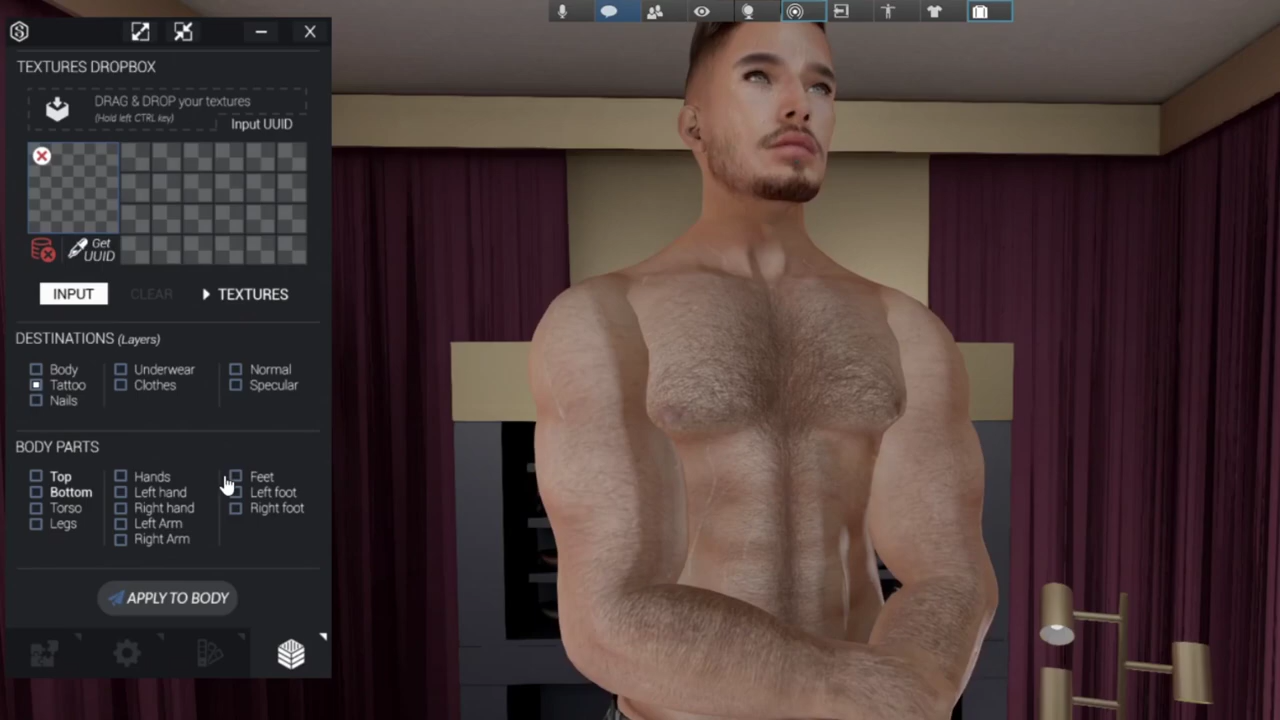 TEXTURES DROPBOX
DRAG & DROP your textures
(Hold left CTRL key)
Input UUID
Get
UUID
INPUT CLEAR TEXTURES
DESTINATIONS (Layers)
Body Underwear Normal
Tattoo Clothes Specular
Nails
BODY PARTS
Top Hands Feet
Bottom Left hand Left foot
Torso Right hand Right foot
Legs Left Arm
Right Arm
APPLY TO BODY